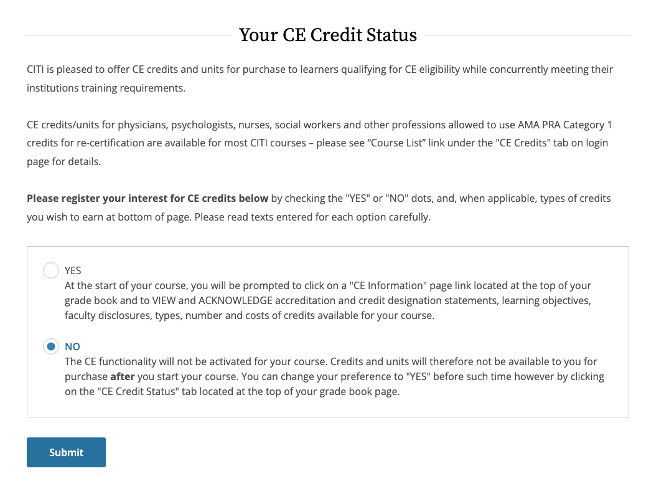 Your CE Credit Status
CITI is pleased to offer CE credits and units for purchase to learners qualifying for CE eligibility while concurrently meeting their
institutions training requirements.
CE credits/units for physicians, psychologists, nurses, social workers and other professions allowed to use AMA PRA Category 1
credits for re-certification are available for most CITI courses – please see “Course List” link under the "CE Credits" tab on login
page for details.
Please register your interest for CE credits below by checking the "YES" or "NO" dots, and, when applicable, types of credits
you wish to earn at bottom of page. Please read texts entered for each option carefully.
YES
At the start of your course, you will be prompted to click on a "CE Information" page link located at the top of your
grade book and to VIEW and ACKNOWLEDGE accreditation and credit designation statements, learning objectives,
faculty disclosures, types, number and costs of credits available for your course.
NO
The CE functionality will not be activated for your course. Credits and units will therefore not be available to you for
purchase after you start your course. You can change your preference to "YES" before such time however by clicking
on the "CE Credit Status" tab located at the top of your grade book page.
Submit